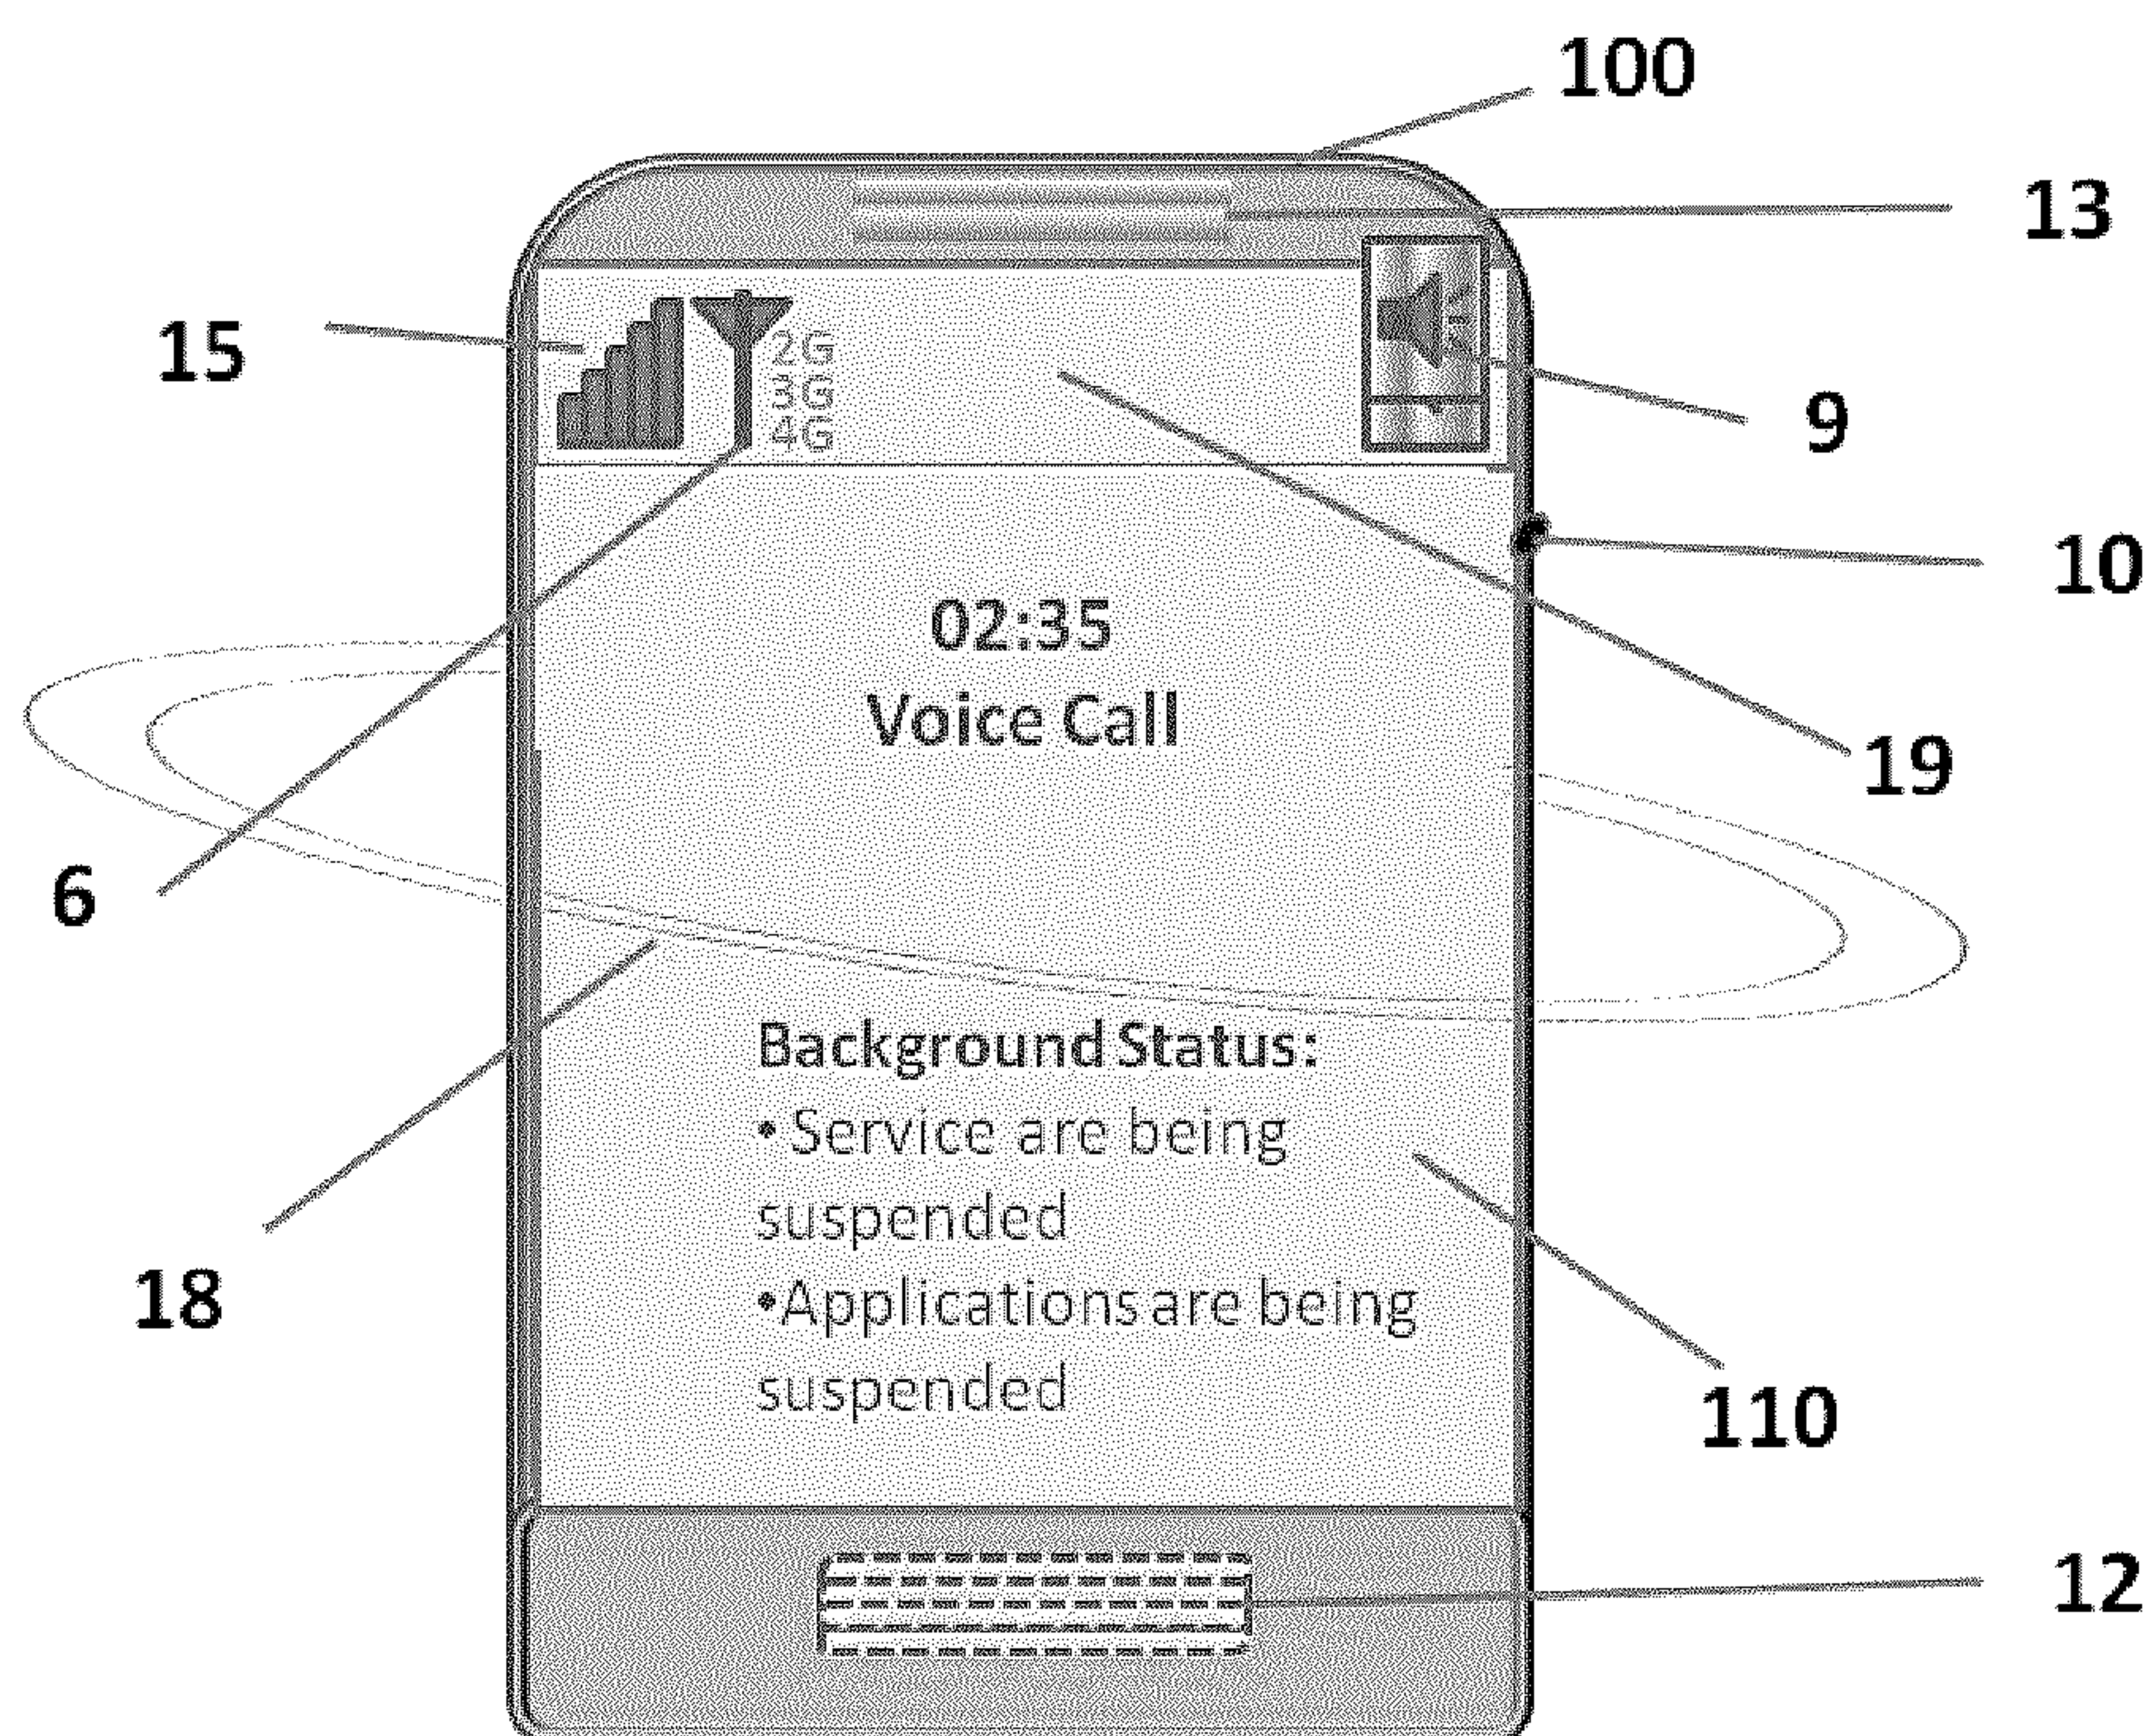 100
13
15
2G
3G
4G
9
10
02:35
Voice Call
19
6
Background Status:
• Service are being
suspended
•Applications are being
suspended
18
110
12